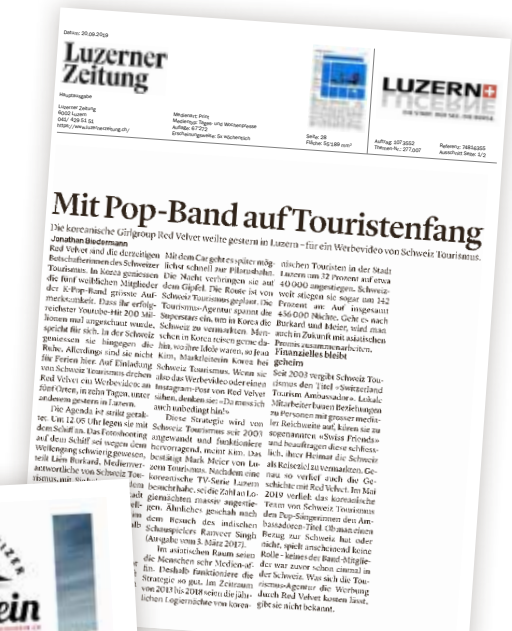 Datum: 20.09.2019
Luzerner
Zeitung
LUZERN
LUCERNE
DIE STADT. DER SEE. DIE BERGE.
Hauptausgabe
Luzerner Zeitung
6002 Luzern
041/ 429 51 51
https://www.luzernerzeitung.ch/
Medienart: Print
Medientyp: Tages- und Wochenpresse
Auflage: 67'272
Erscheinungsweise: 6x wöchentlich
Seite: 28
Auftrag: 1073552
Themen-Nr.: 277.007
Referenz: 74816355
Ausschnitt Seite: 1/2
Mit Pop-Band auf Touristenfang
Die koreanische Girlgroup Red Velvet weilte gestern in Luzern – für ein Werbevideo von Schweiz Tourismus.
Jonathan Biedermann
Red Velvet sind die derzeitigen
Botschafterinnen des Schweizer
Tourismus. In Korea geniessen
die fünf weiblichen Mitglieder
der K-Pop-Band grösste Auf-
merksamkeit. Dass ihr erfolg-
reichster Youtube-Hit 200 Mil-
lionen mal angeschaut wurde,
spricht für sich. In der Schweiz
geniessen sie hingegen die
Ruhe. Allerdings sind sie nicht
für Ferien hier. Auf Einladung
von Schweiz Tourismus drehen
Red Velvet ein Werbevideo: an
fünf Orten, in zehn Tagen, unter
anderem gestern in Luzern.
Die Agenda ist strikt getak-
tet. Um 12.05 Uhr legen sie mit
dem Schiff an. Das Fotoshooting
auf dem Schiff sei wegen dem
Wellengang schwierig gewesen,
teilt Lien Burkard, Medienver-
antwortliche von Schweiz Tou-
rismus, mit.
Mit dem Car geht es später mög-
lichst schnell zur Pilatusbahn.
Die Nacht verbringen sie auf
dem Gipfel. Die Route ist von
Schweiz Tourismus geplant. Die
Tourismus-Agentur spannt die
Superstars ein, um in Korea die
Schweiz zu vermarkten. Men-
schen in Korea reisen gerne da-
hin, wo ihre Idole waren, so Jea
Kim, Marktleiterin Korea bei
Schweiz Tourismus. Wenn sie
also das Werbevideo oder einen
Instagram-Post von Red Velvet
sähen, denken sie: «Da muss ich
auch unbedingt hin!»
Diese Strategie wird von
Schweiz Tourismus seit 2003
angewandt und funktioniere
hervorragend, meint Kim. Das
bestätigt Mark Meier von Lu-
zern Tourismus. Nachdem eine
koreanische TV-Serie Luzern
besucht habe, sei die Zahl an Lo-
giernächten massiv angestie-
gen. Ähnliches geschah nach
dem Besuch des indischen
Schauspielers Ranveer Singh
(Ausgabe vom 3. März 2017).
Im asiatischen Raum seien
die Menschen sehr Medien-af-
fin. Deshalb funktioniere die
Strategie so gut. Im Zeitraum
von 2013 bis 2018 seien die jähr-
lichen Logiernächte von korea-
nischen Touristen in der Stadt
Luzern um 32 Prozent auf etwa
40 000 angestiegen. Schweiz-
weit stiegen sie sogar um 142
Prozent an: Auf insgesamt
456 000 Nächte. Geht es nach
Burkard und Meier, wird man
auch in Zukunft mit asiatischen
Promis zusammenarbeiten.
Finanzielles bleibt
geheim
Seit 2003 vergibt Schweiz Tou-
rismus den Titel «Switzerland
Tourism Ambassador». Lokale
Mitarbeiter bauen Beziehungen
zu Personen mit grosser media-
ler Reichweite auf, küren sie zu
sogenannten «Swiss Friends»
und beauftragen diese schliess-
lich, ihrer Heimat die Schweiz
als Reiseziel zu vermarkten. Ge-
nau so verlief auch die Ge-
schichte mit Red Velvet. Im Mai
2019 verlieh das koreanische
Team von Schweiz Tourismus
den Pop-Sängerinnen den Am-
bassadoren-Titel. Ob man einen
Bezug zur Schweiz hat oder
nicht, spielt anscheinend keine
Rolle – keines der Band-Mitglie-
der war zuvor schon einmal in
der Schweiz. Was sich die Tou-
rismus-Agentur die Werbung
durch Red Velvet kosten lässt,
gibt sie nicht bekannt.
ein